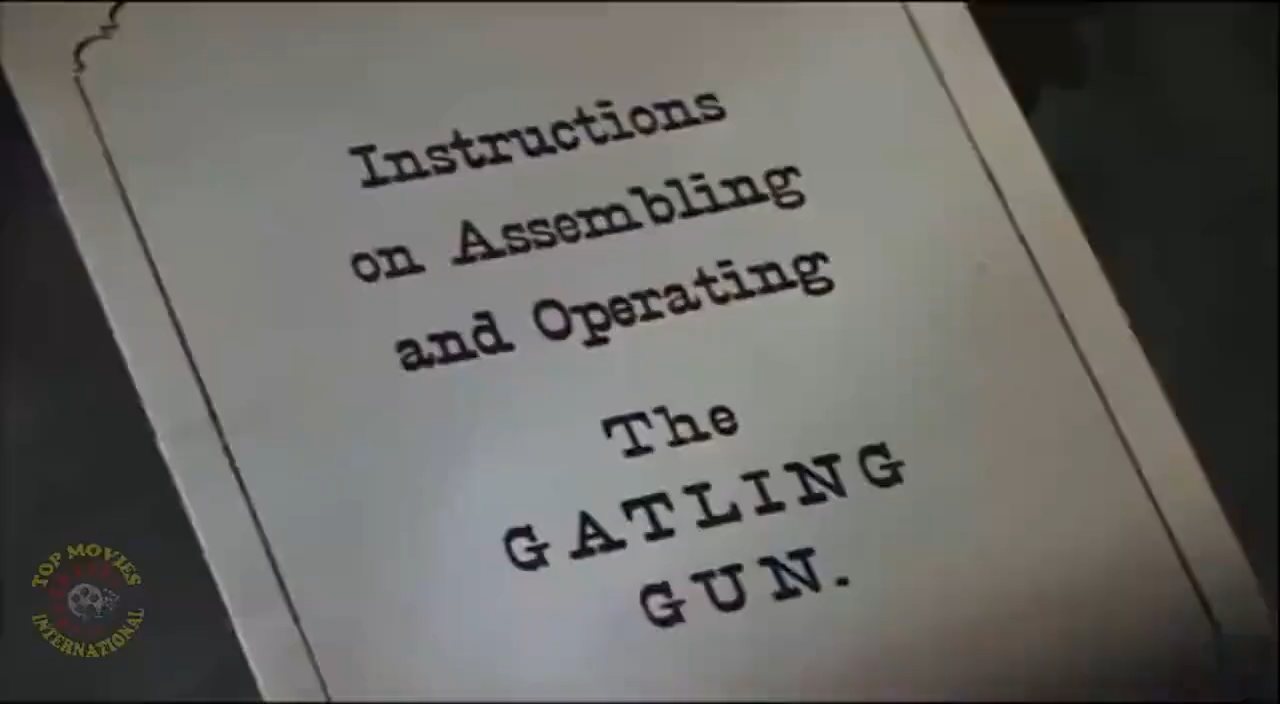 Instructions
on Assembling
and Operating
The
GATLING
GUN.
TOP MOVIES
INTERNATIONAL